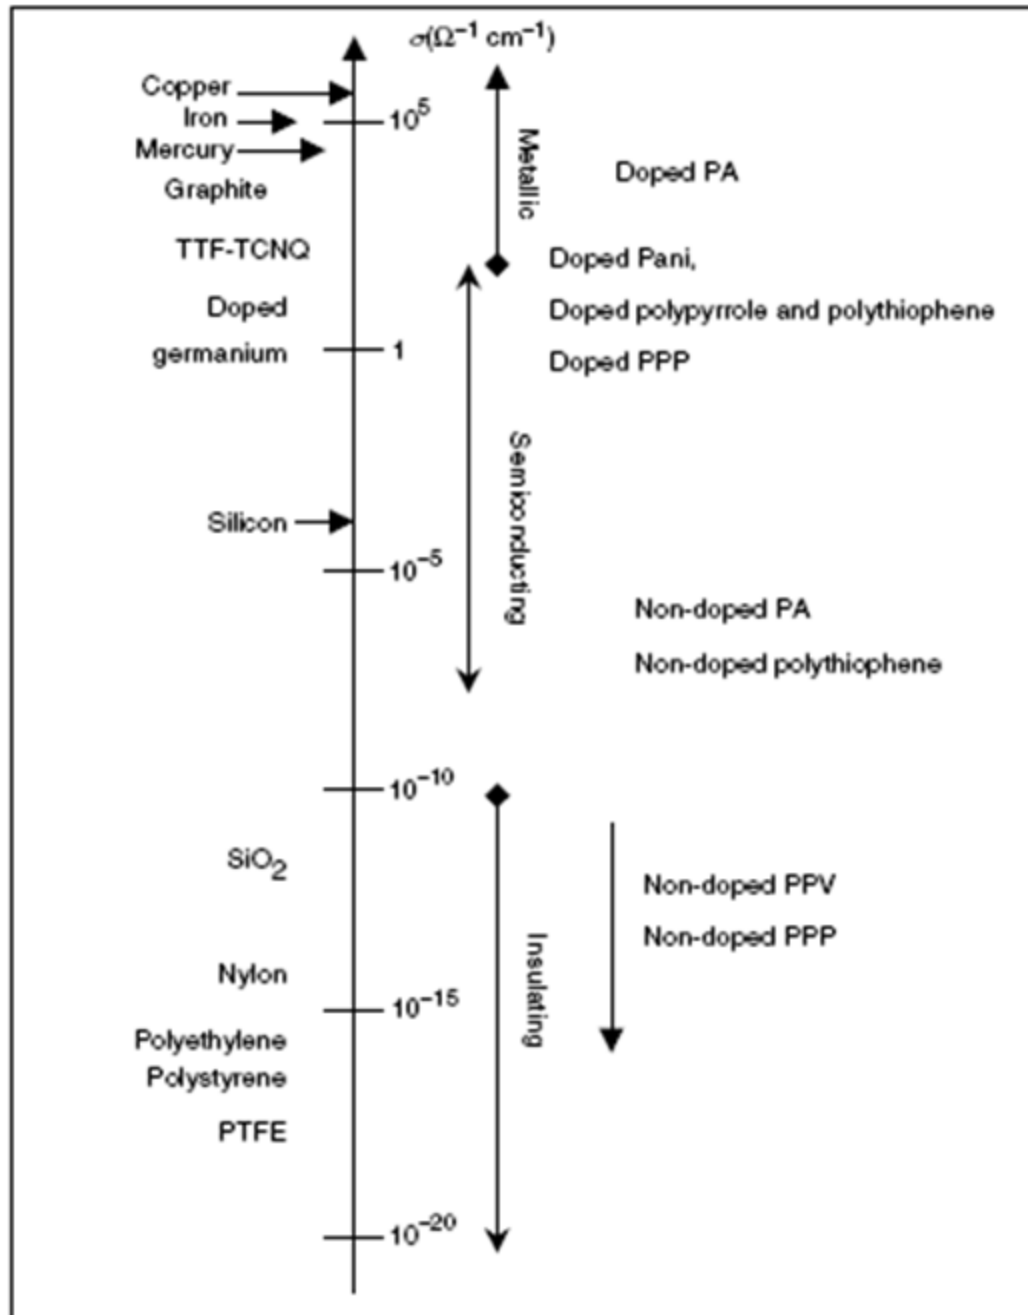 σ(Ω⁻¹ cm⁻¹)
Copper
Iron
10⁵
Mercury
Graphite
TTF-TCNQ
Doped
germanium
1
Silicon
10⁻⁵
10⁻¹⁰
SiO₂
Nylon
10⁻¹⁵
Polyethylene
Polystyrene
PTFE
10⁻²⁰
Metallic
Semiconducting
Insulating
Doped PA
Doped Pani,
Doped polypyrrole and polythiophene
Doped PPP
Non-doped PA
Non-doped polythiophene
Non-doped PPV
Non-doped PPP